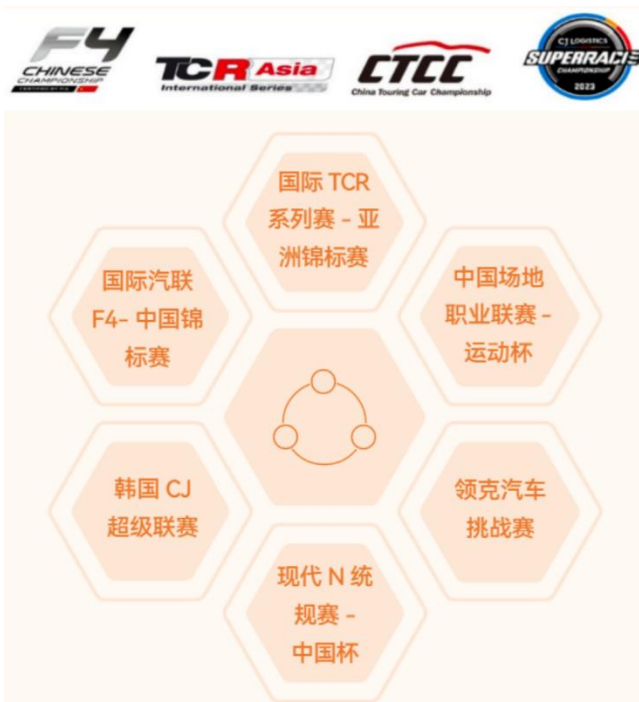 F4
CHINESE
CHAMPIONSHIP
TCR Asia
International Series
CTCC
China Touring Car Championship
CJ LOGISTICS
SUPERRACE
CHAMPIONSHIP
2023
国际 TCR
系列赛 - 亚
洲锦标赛
国际汽联
F4- 中国锦
标赛
中国场地
职业联赛 -
运动杯
韩国 CJ
超级联赛
领克汽车
挑战赛
现代 N 统
规赛 -
中国杯